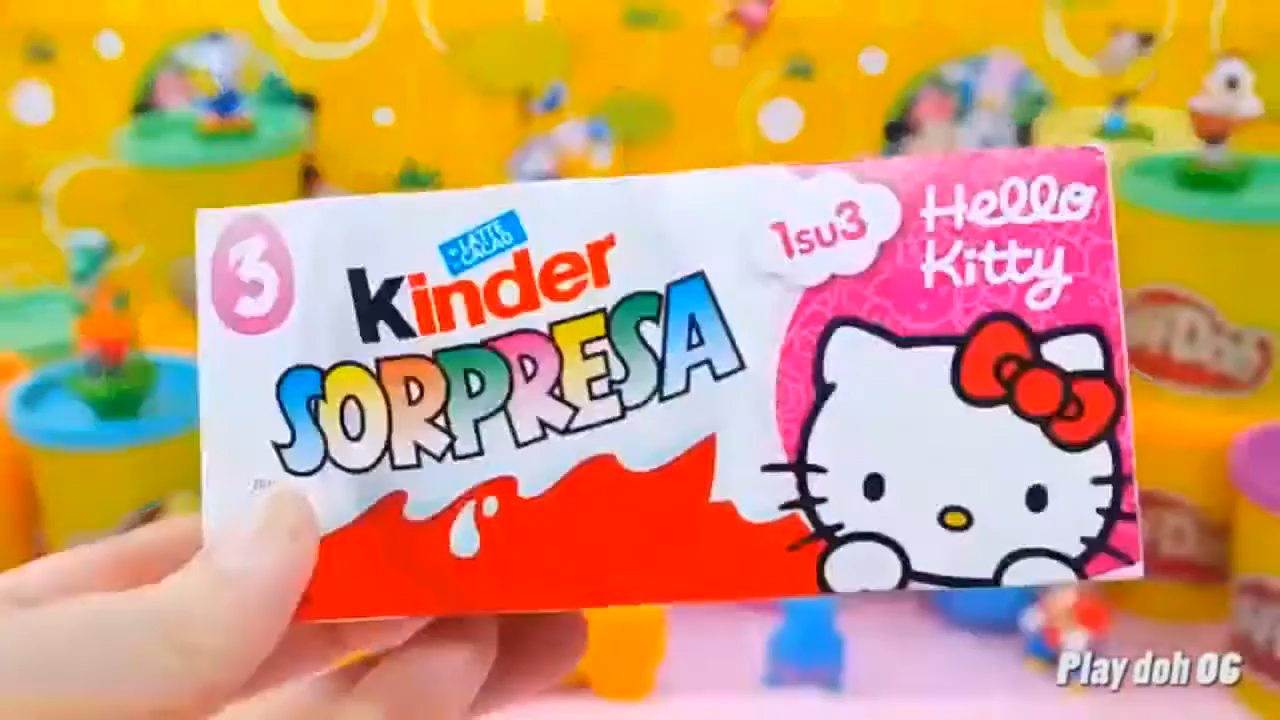 3
+LATTE
-CACAO
kinder
SORPRESA
1su3
Hello
Kitty
Play doh OG